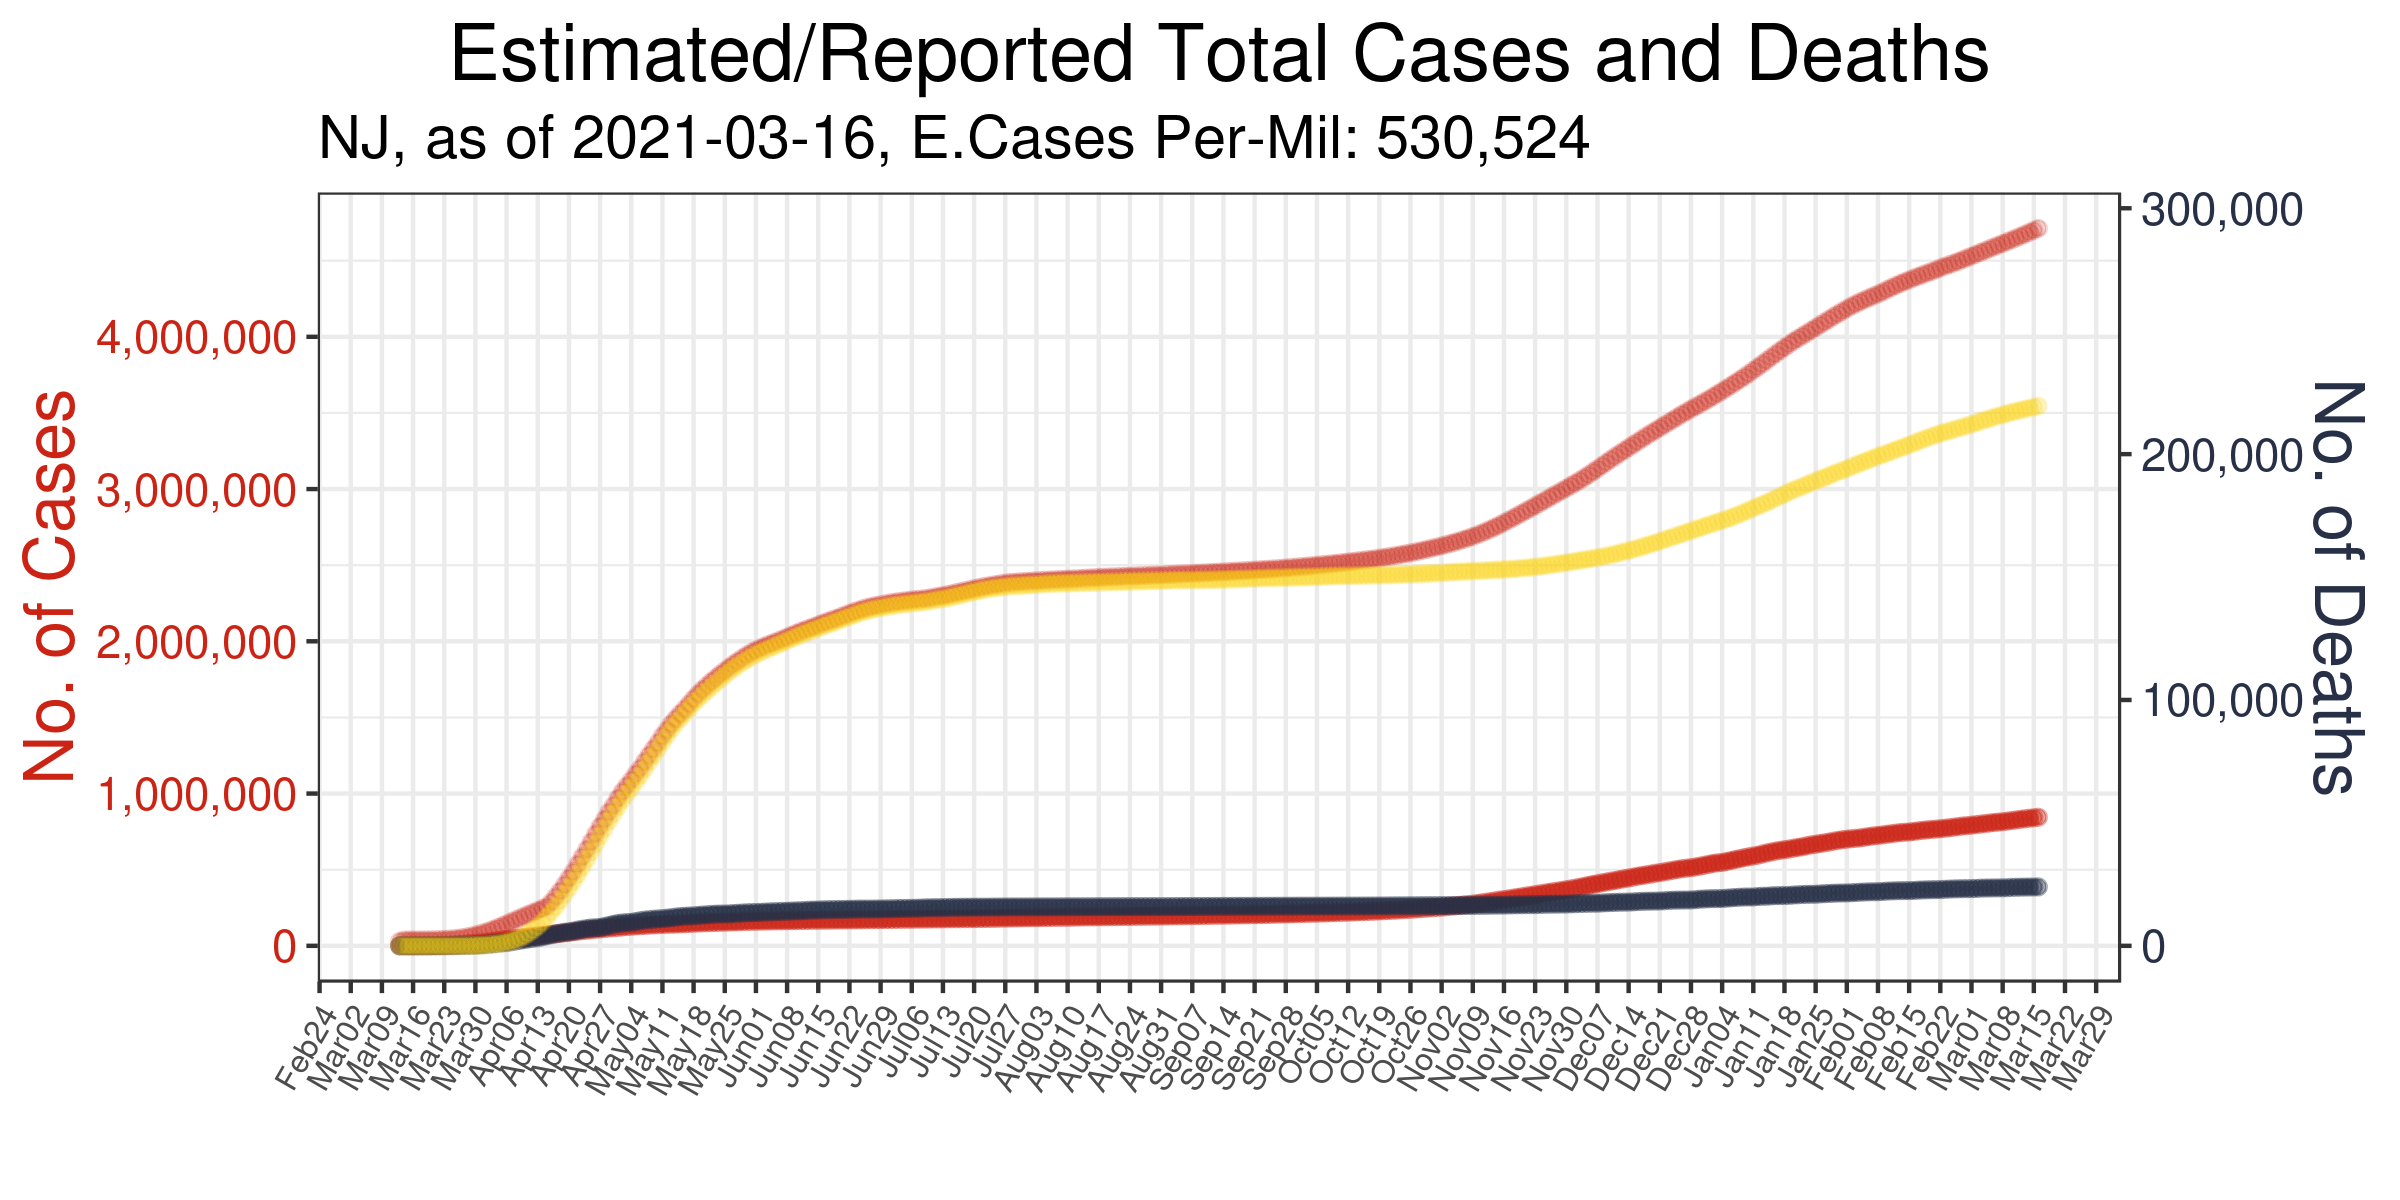 Estimated/Reported Total Cases and Deaths
NJ, as of 2021-03-16, E.Cases Per-Mil: 530,524
No. of Cases
4,000,000
3,000,000
2,000,000
1,000,000
0
300,000
200,000
100,000
0
No. of Deaths
Feb24
Mar02
Mar09
Mar16
Mar23
Mar30
Apr06
Apr13
Apr20
Apr27
May04
May11
May18
May25
Jun01
Jun08
Jun15
Jun22
Jun29
Jul06
Jul13
Jul20
Jul27
Aug03
Aug10
Aug17
Aug24
Aug31
Sep07
Sep14
Sep21
Sep28
Oct05
Oct12
Oct19
Oct26
Nov02
Nov09
Nov16
Nov23
Nov30
Dec07
Dec14
Dec21
Dec28
Jan04
Jan11
Jan18
Jan25
Feb01
Feb08
Feb15
Feb22
Mar01
Mar08
Mar15
Mar22
Mar29